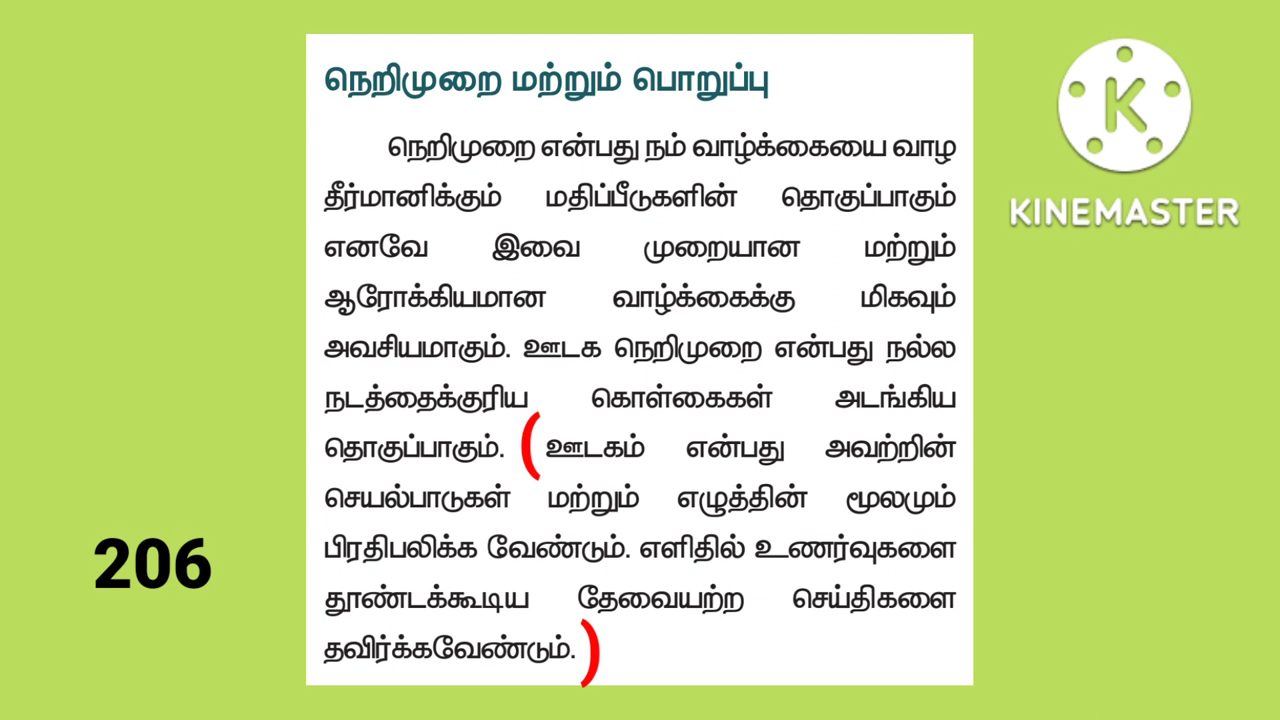 நெறிமுறை மற்றும் பொறுப்பு
நெறிமுறை என்பது நம் வாழ்க்கையை வாழ
தீர்மானிக்கும் மதிப்பீடுகளின் தொகுப்பாகும்
எனவே இவை முறையான மற்றும்
ஆரோக்கியமான வாழ்க்கைக்கு மிகவும்
அவசியமாகும். ஊடக நெறிமுறை என்பது நல்ல
நடத்தைக்குரிய கொள்கைகள் அடங்கிய
தொகுப்பாகும். (ஊடகம் என்பது அவற்றின்
செயல்பாடுகள் மற்றும் எழுத்தின் மூலமும்
பிரதிபலிக்க வேண்டும். எளிதில் உணர்வுகளை
தூண்டக்கூடிய தேவையற்ற செய்திகளை
தவிர்க்கவேண்டும்.)
206
K
KINEMASTER